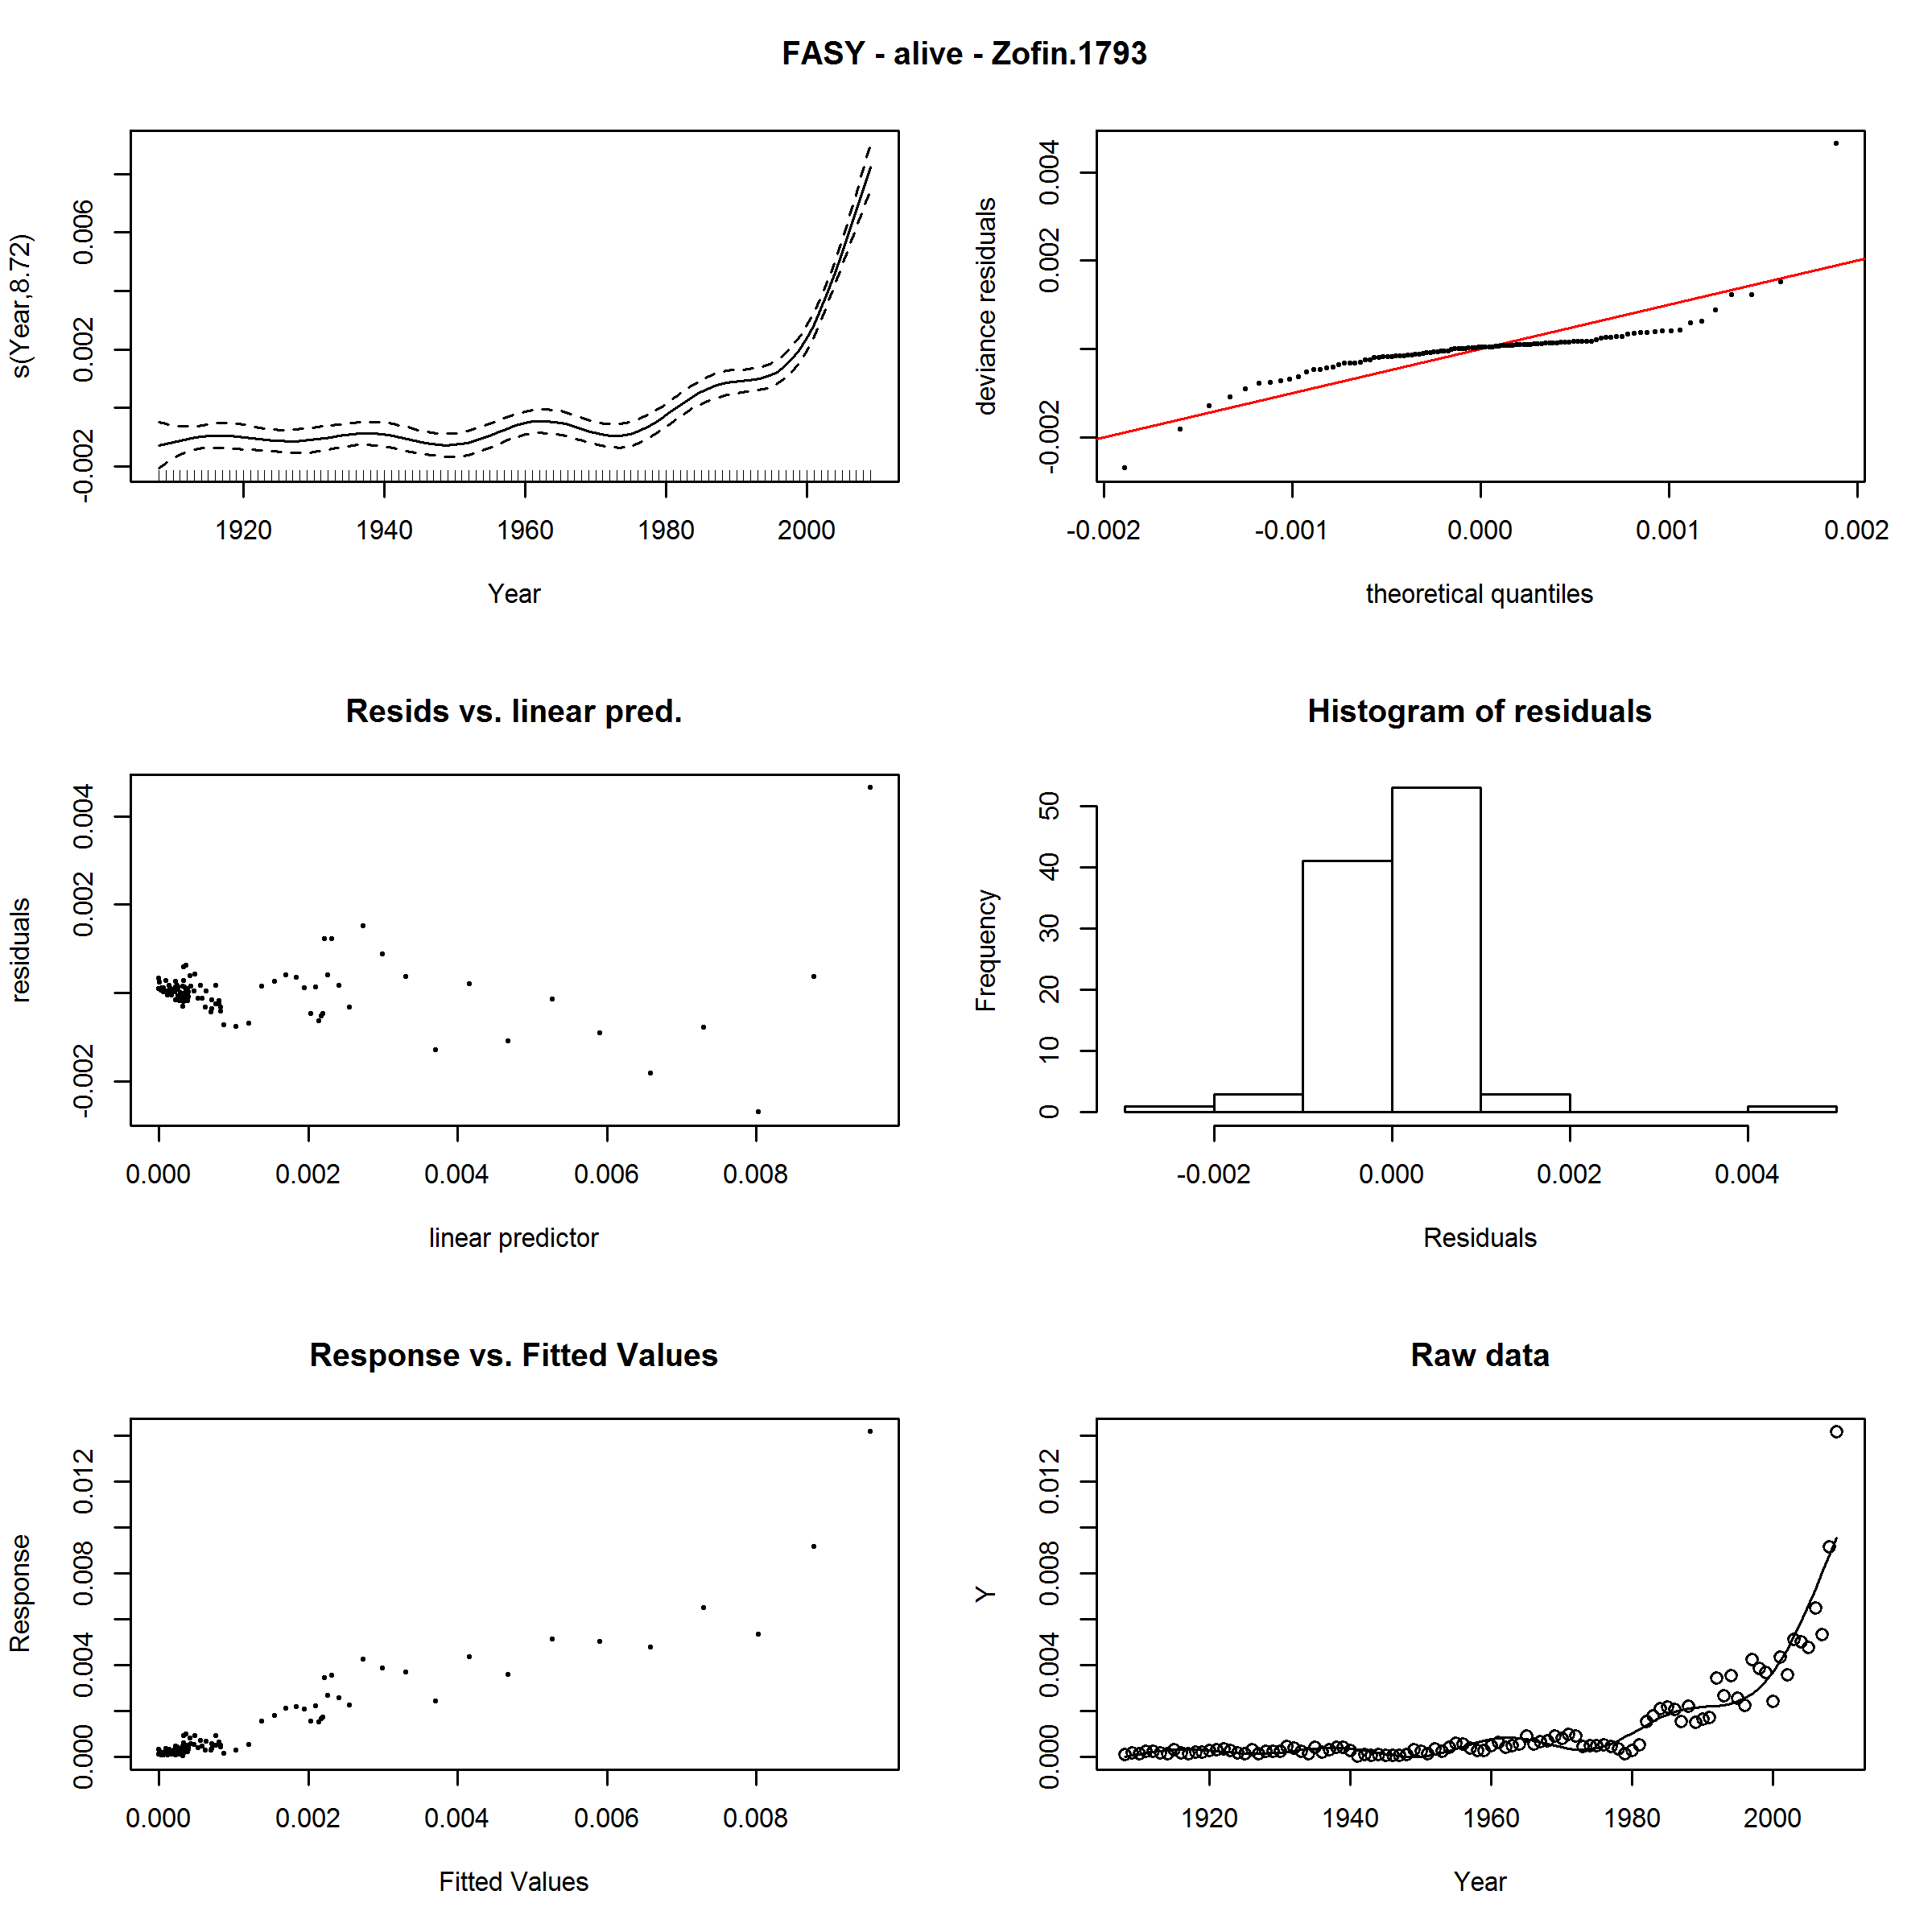 FASY - alive - Zofin.1793
s(Year,8.72)
-0.002 0.002 0.006
1920 1940 1960 1980 2000
Year
deviance residuals
-0.002 0.002 0.004
-0.002 -0.001 0.000 0.001 0.002
theoretical quantiles
Resids vs. linear pred.
residuals
-0.002 0.002 0.004
0.000 0.002 0.004 0.006 0.008
linear predictor
Histogram of residuals
Frequency
0 10 20 30 40 50
-0.002 0.000 0.002 0.004
Residuals
Response vs. Fitted Values
Response
0.000 0.004 0.008 0.012
0.000 0.002 0.004 0.006 0.008
Fitted Values
Raw data
Y
0.000 0.004 0.008 0.012
1920 1940 1960 1980 2000
Year